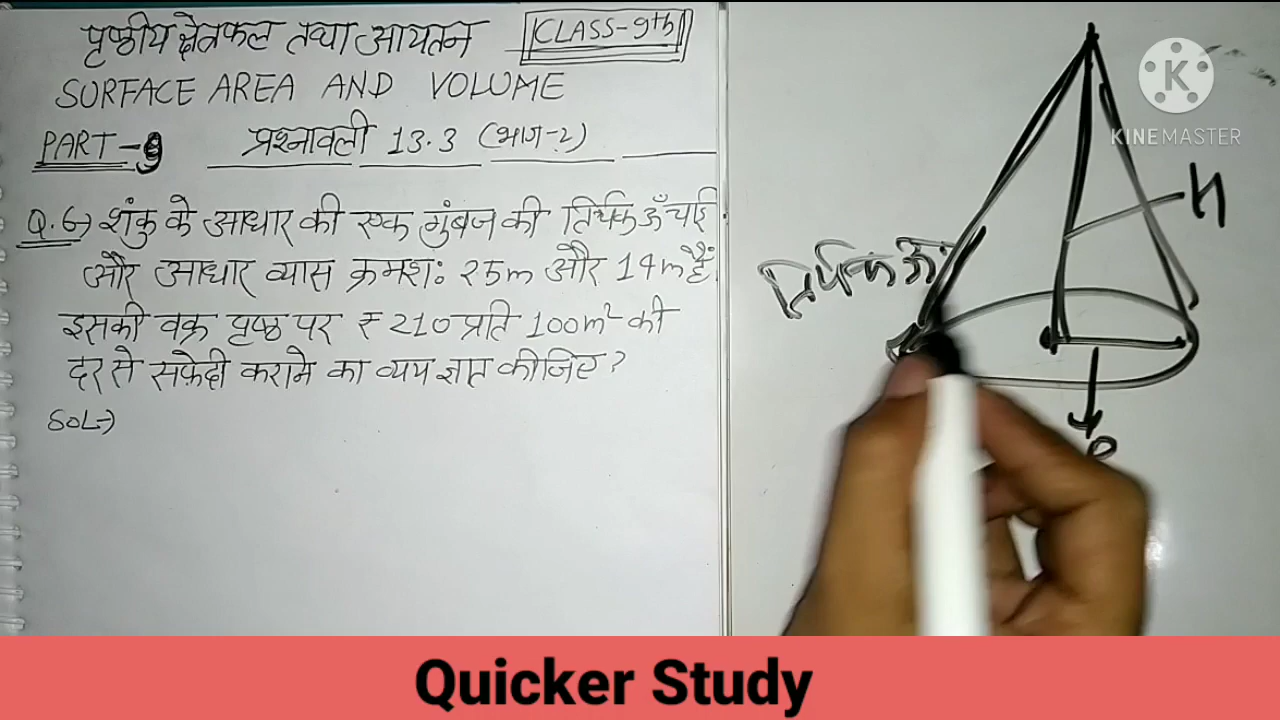 पृष्ठीय क्षेत्रफल तथा आयतन
CLASS-9th
SURFACE AREA AND VOLUME
PART-9 प्रश्नावली 13.3 (भाग-2)
Q.6→ शंकु के आधार की एक गुंबज की तिर्यक ऊँचाई
और आधार व्यास क्रमशः 25m और 14m हैं
इसकी वक्र पृष्ठ पर ₹210 प्रति 100m² की
दर से सफ़ेदी कराने का व्यय ज्ञात कीजिए?
SOL→)
K
KINEMASTER
H
तिर्यक ऊँ
Quicker Study